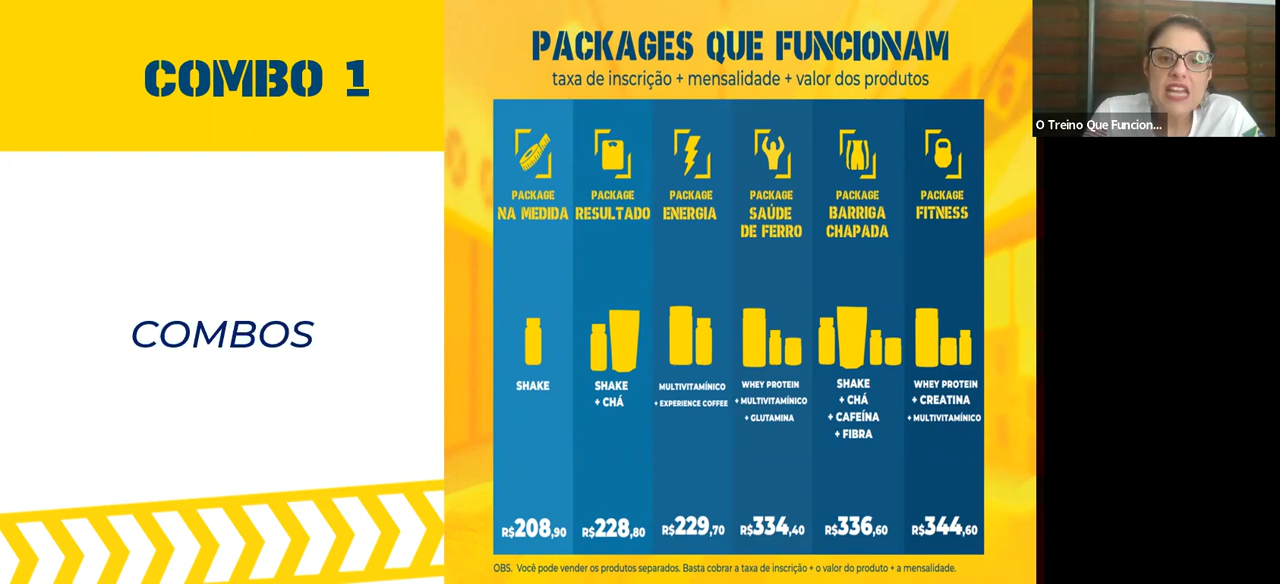 COMBO 1
COMBOS
PACKAGES QUE FUNCIONAM
taxa de inscrição + mensalidade + valor dos produtos
PACKAGE
NA MEDIDA
SHAKE
R$208,90
PACKAGE
RESULTADO
SHAKE
+ CHÁ
R$228,80
PACKAGE
ENERGIA
MULTIVITAMÍNICO
+ EXPERIENCE COFFEE
R$229,70
PACKAGE
SAÚDE
DE FERRO
WHEY PROTEIN
+ MULTIVITAMÍNICO
+ GLUTAMINA
R$334,40
PACKAGE
BARRIGA
CHAPADA
SHAKE
+ CHÁ
+ CAFEÍNA
+ FIBRA
R$336,60
PACKAGE
FITNESS
WHEY PROTEIN
+ CREATINA
+ MULTIVITAMÍNICO
R$344,60
OBS. Você pode vender os produtos separados. Basta cobrar a taxa de inscrição + o valor do produto + a mensalidade.
O Treino Que Funcion...